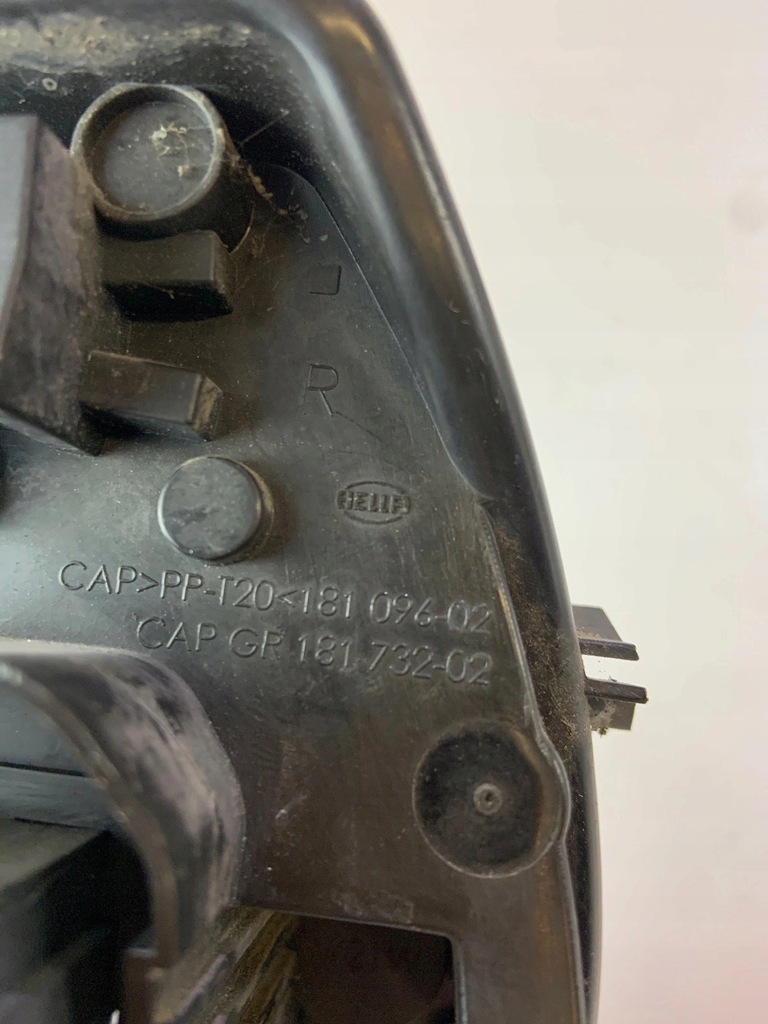 R
HELLA
CAP>PP-T20<181 096-02
CAP GR 181 732-02